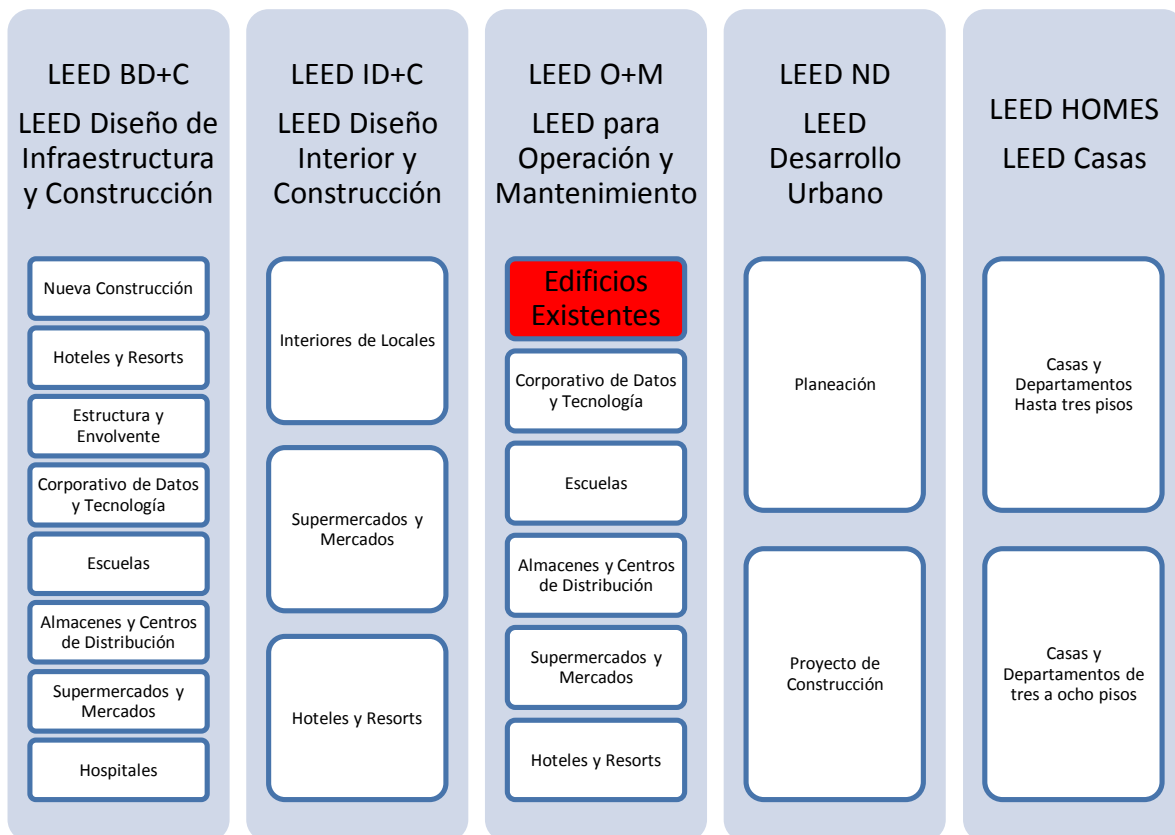 LEED BD+C
LEED Diseño de
Infraestructura
y Construcción
Nueva Construcción
Hoteles y Resorts
Estructura y
Envolvente
Corporativo de Datos
y Tecnología
Escuelas
Almacenes y Centros
de Distribución
Supermercados y
Mercados
Hospitales
LEED ID+C
LEED Diseño
Interior y
Construcción
Interiores de Locales
Supermercados y
Mercados
Hoteles y Resorts
LEED O+M
LEED para
Operación y
Mantenimiento
Edificios
Existentes
Corporativo de Datos
y Tecnología
Escuelas
Almacenes y Centros
de Distribución
Supermercados y
Mercados
Hoteles y Resorts
LEED ND
LEED
Desarrollo
Urbano
Planeación
Proyecto de
Construcción
LEED HOMES
LEED Casas
Casas y
Departamentos
Hasta tres pisos
Casas y
Departamentos de
tres a ocho pisos